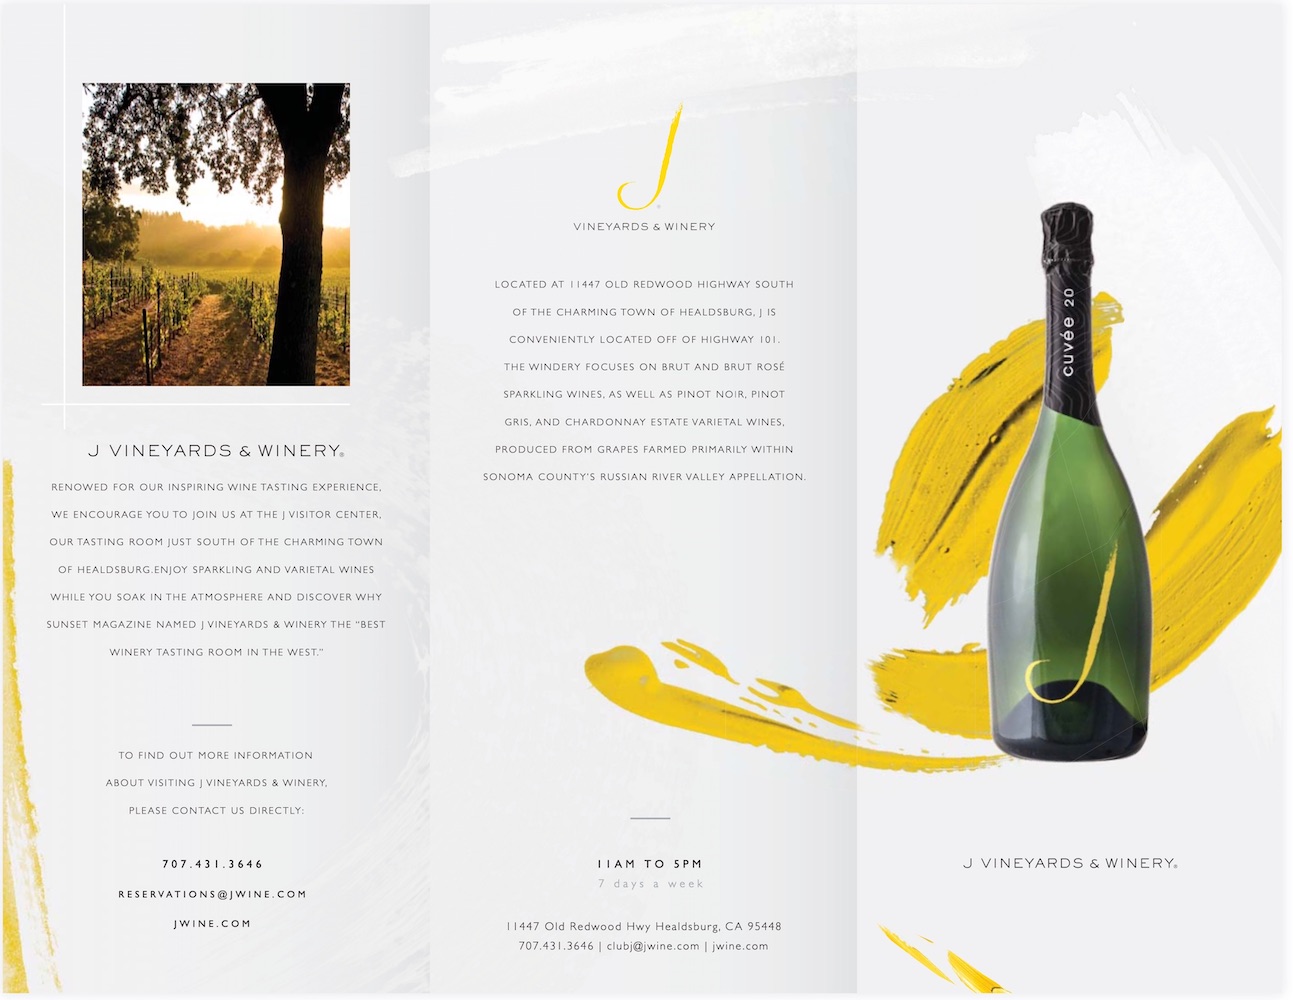 J VINEYARDS & WINERY®
RENOWED FOR OUR INSPIRING WINE TASTING EXPERIENCE,
WE ENCOURAGE YOU TO JOIN US AT THE J VISITOR CENTER,
OUR TASTING ROOM JUST SOUTH OF THE CHARMING TOWN
OF HEALDSBURG.ENJOY SPARKLING AND VARIETAL WINES
WHILE YOU SOAK IN THE ATMOSPHERE AND DISCOVER WHY
SUNSET MAGAZINE NAMED J VINEYARDS & WINERY THE "BEST
WINERY TASTING ROOM IN THE WEST."
TO FIND OUT MORE INFORMATION
ABOUT VISITING J VINEYARDS & WINERY,
PLEASE CONTACT US DIRECTLY:
707.431.3646
RESERVATIONS@JWINE.COM
JWINE.COM
J®
VINEYARDS & WINERY
LOCATED AT 11447 OLD REDWOOD HIGHWAY SOUTH
OF THE CHARMING TOWN OF HEALDSBURG, J IS
CONVENIENTLY LOCATED OFF OF HIGHWAY 101.
THE WINDERY FOCUSES ON BRUT AND BRUT ROSÉ
SPARKLING WINES, AS WELL AS PINOT NOIR, PINOT
GRIS, AND CHARDONNAY ESTATE VARIETAL WINES,
PRODUCED FROM GRAPES FARMED PRIMARILY WITHIN
SONOMA COUNTY'S RUSSIAN RIVER VALLEY APPELLATION.
11AM TO 5PM
7 days a week
11447 Old Redwood Hwy Healdsburg, CA 95448
707.431.3646 | clubj@jwine.com | jwine.com
cuvée 20
J
J VINEYARDS & WINERY®